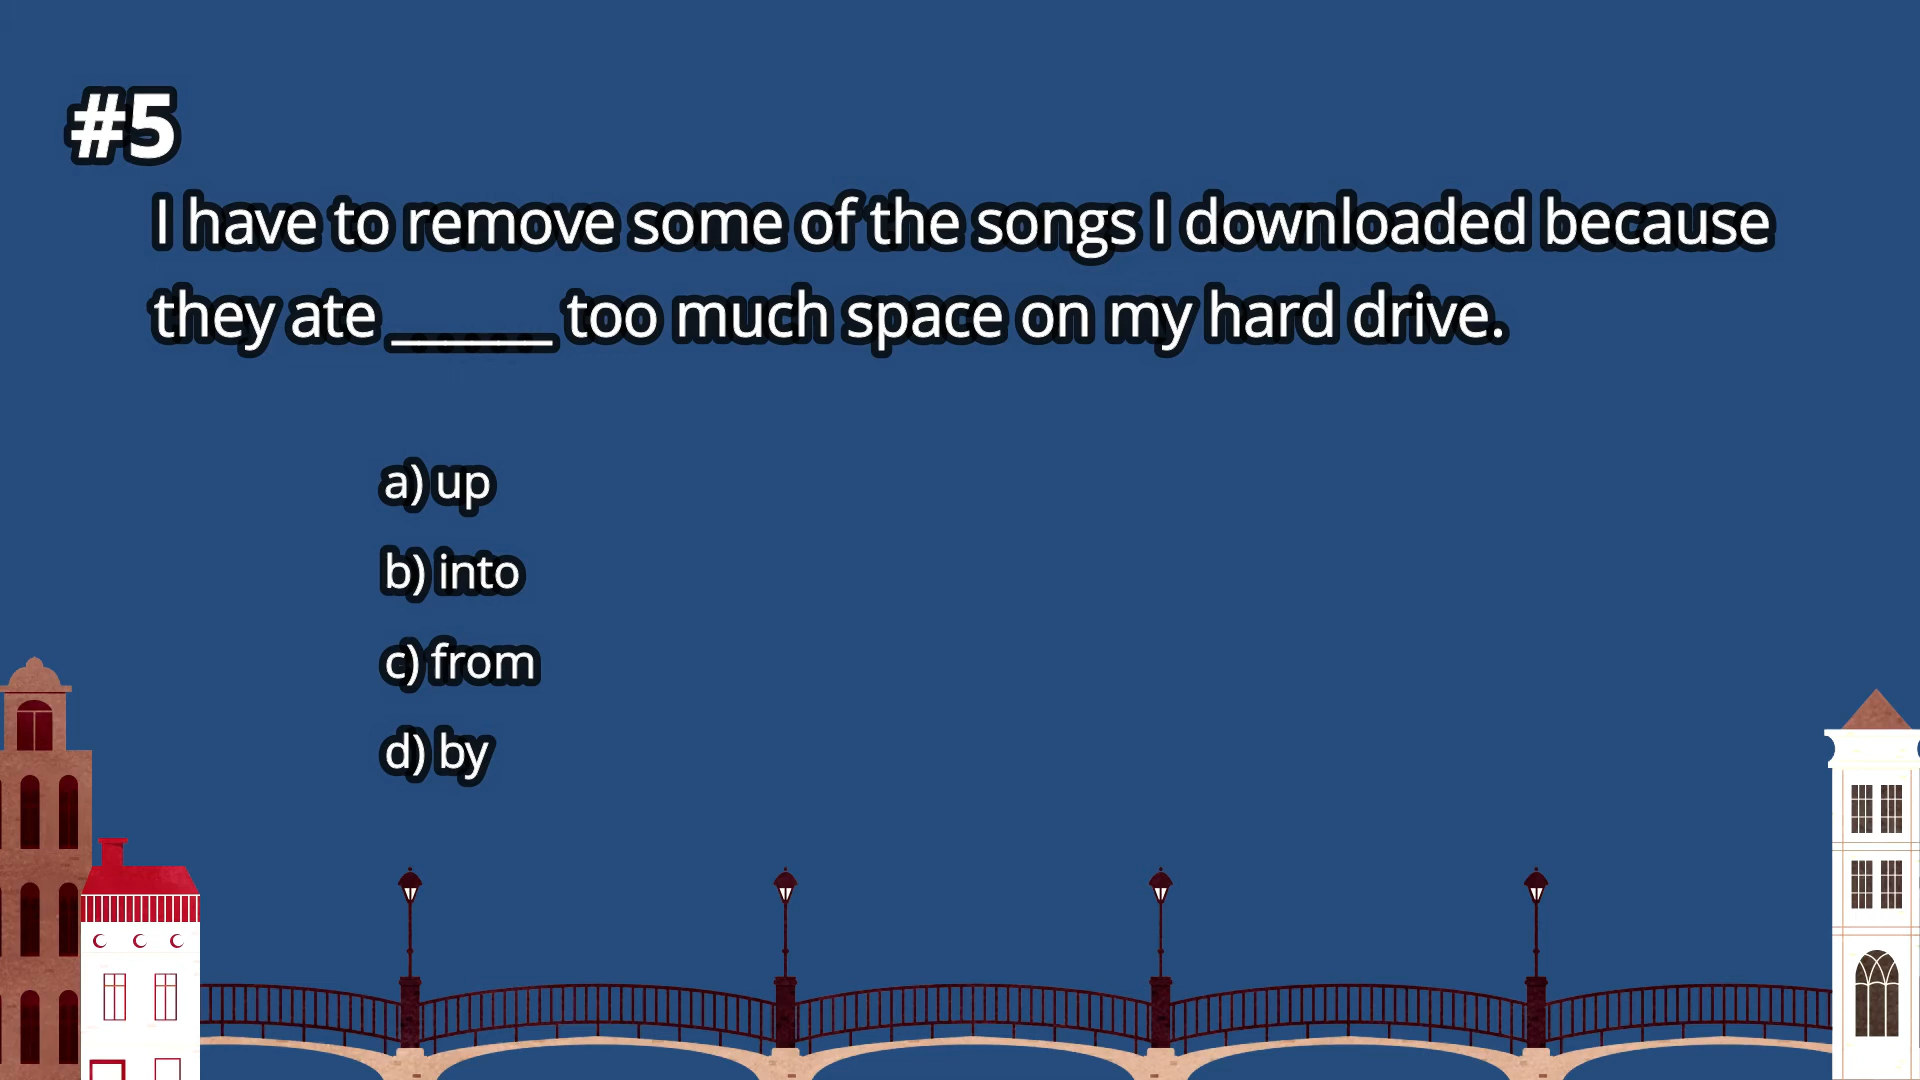 #5
I have to remove some of the songs I downloaded because
they ate ______ too much space on my hard drive.
a) up
b) into
c) from
d) by